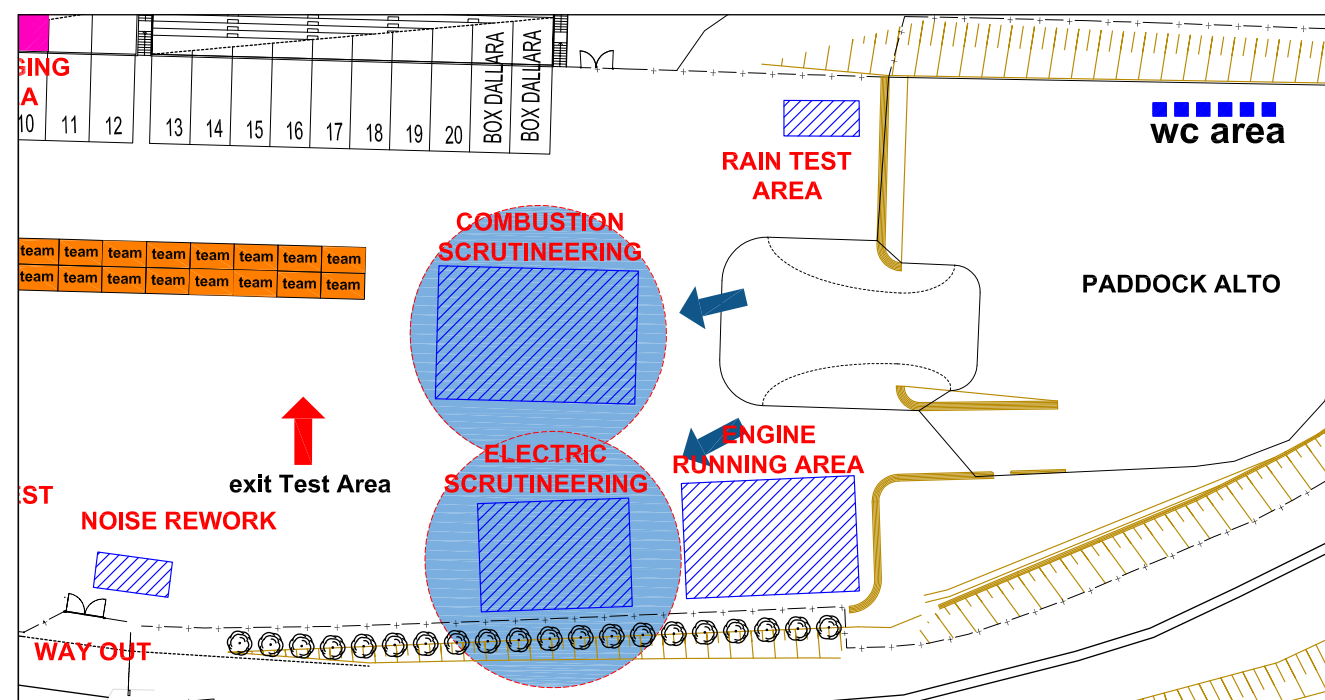 GING
A
10 11 12 13 14 15 16 17 18 19 20 BOX DALLARA BOX DALLARA
wc area
RAIN TEST
AREA
COMBUSTION
SCRUTINEERING
team team team team team team team team
team team team team team team team team
PADDOCK ALTO
ENGINE
RUNNING AREA
ELECTRIC
SCRUTINEERING
exit Test Area
EST
NOISE REWORK
WAY OUT